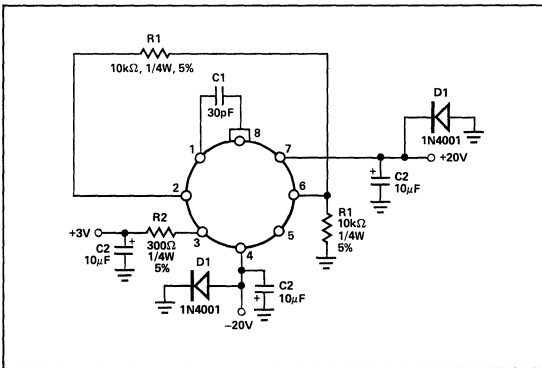 R1
10kΩ, 1/4W, 5%
C1
30pF
8
1
7
D1
1N4001
+20V
C2
10μF
+
2
6
R1
10kΩ
1/4W
5%
+3V
+
C2
10μF
R2
300Ω
1/4W
5%
3
5
4
D1
1N4001
C2
10μF
+
–20V